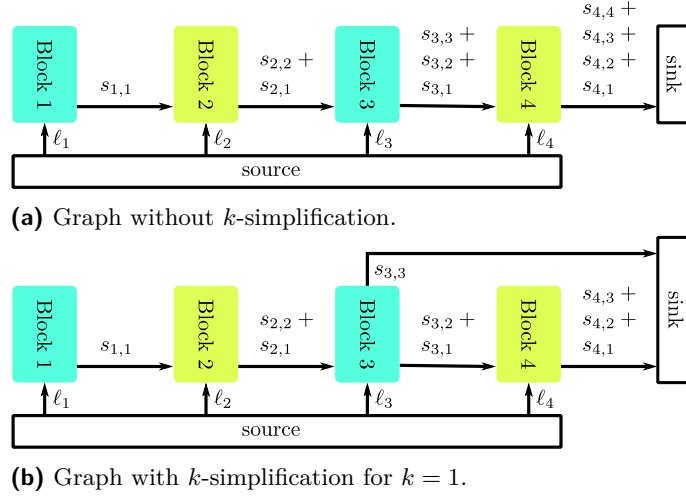 Block 1
s1,1
Block 2
s2,2 +
s2,1
Block 3
s3,3 +
s3,2 +
s3,1
Block 4
s4,4 +
s4,3 +
s4,2 +
s4,1
sink
ℓ1
ℓ2
ℓ3
ℓ4
source
(a) Graph without k-simplification.
s3,3
Block 1
s1,1
Block 2
s2,2 +
s2,1
Block 3
s3,2 +
s3,1
Block 4
s4,3 +
s4,2 +
s4,1
sink
ℓ1
ℓ2
ℓ3
ℓ4
source
(b) Graph with k-simplification for k = 1.